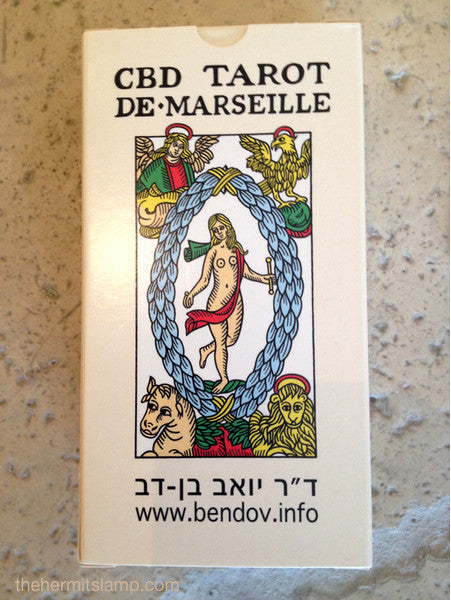 CBD TAROT
DE·MARSEILLE
ד"ר יואב בן-דב
www.bendov.info
thehermitslamp.com